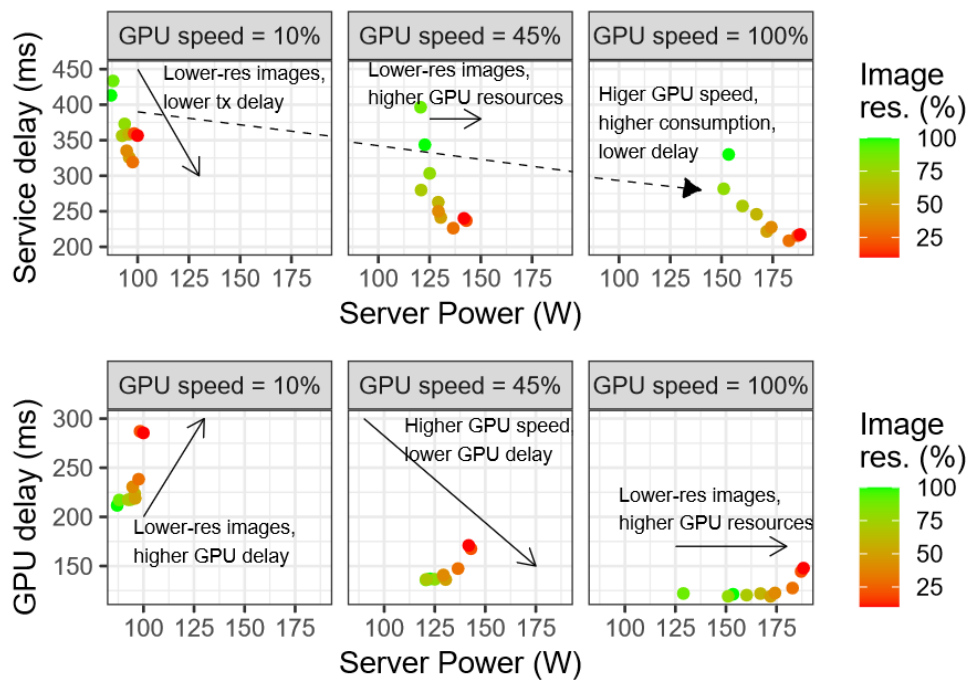 GPU speed = 10%
GPU speed = 45%
GPU speed = 100%
Service delay (ms)
450
400
350
300
250
200
Lower-res images,
lower tx delay
Lower-res images,
higher GPU resources
Higer GPU speed,
higher consumption,
lower delay
100 125 150 175
100 125 150 175
100 125 150 175
Server Power (W)
Image
res. (%)
100
75
50
25
GPU speed = 10%
GPU speed = 45%
GPU speed = 100%
GPU delay (ms)
300
250
200
150
Lower-res images,
higher GPU delay
Higher GPU speed
lower GPU delay
Lower-res images,
higher GPU resources
100 125 150 175
100 125 150 175
100 125 150 175
Server Power (W)
Image
res. (%)
100
75
50
25